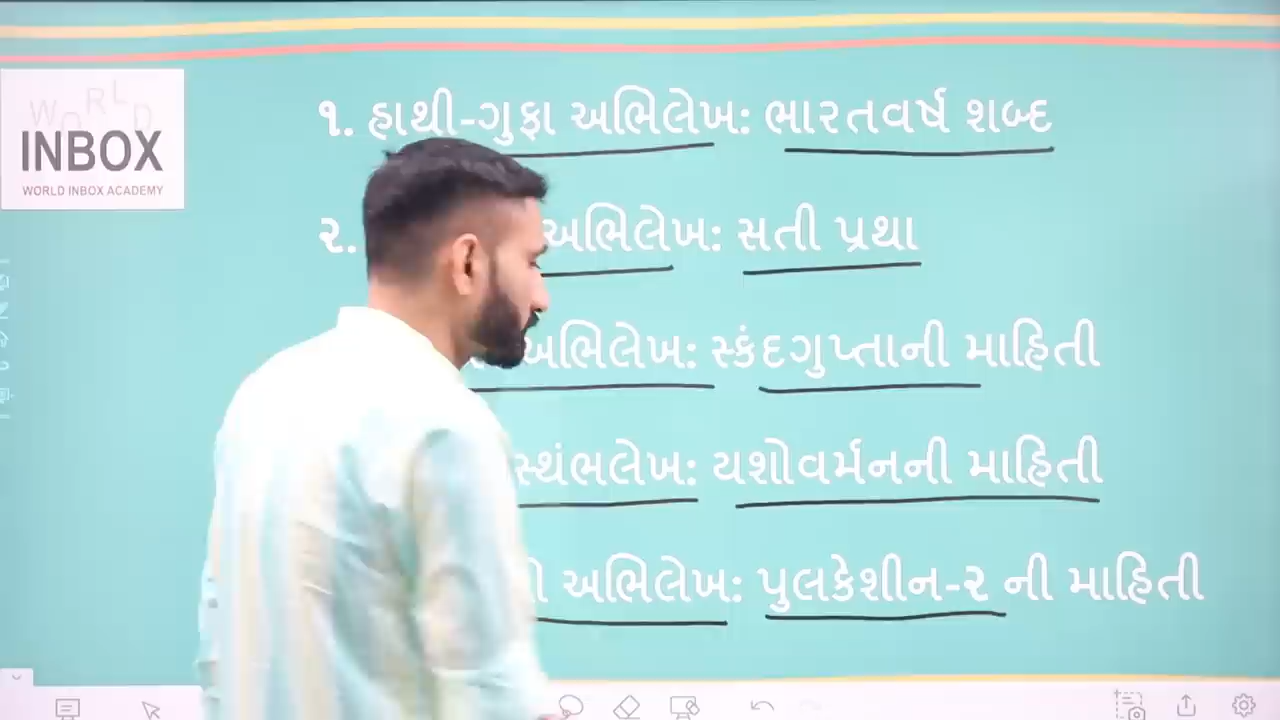 WORLD
INBOX
WORLD INBOX ACADEMY
૧. હાથી-ગુફા અભિલેખ: ભારતવર્ષ શબ્દ
૨. અભિલેખ: સતી પ્રથા
અભિલેખ: સ્કંદગુપ્તાની માહિતી
સ્થંભલેખ: યશોવર્મનની માહિતી
અભિલેખ: પુલકેશીન-૨ ની માહિતી